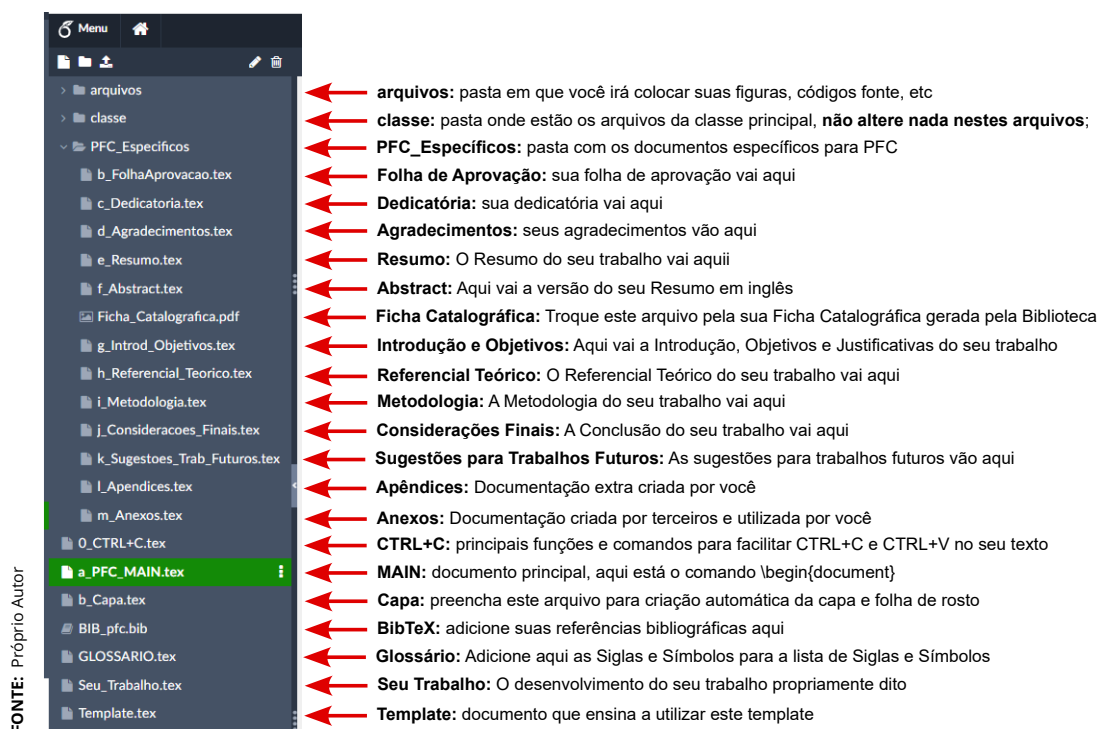 Menu
arquivos arquivos: pasta em que você irá colocar suas figuras, códigos fonte, etc
classe classe: pasta onde estão os arquivos da classe principal, não altere nada nestes arquivos;
PFC_Especificos PFC_Específicos: pasta com os documentos específicos para PFC
b_FolhaAprovacao.tex Folha de Aprovação: sua folha de aprovação vai aqui
c_Dedicatoria.tex Dedicatória: sua dedicatória vai aqui
d_Agradecimentos.tex Agradecimentos: seus agradecimentos vão aqui
e_Resumo.tex Resumo: O Resumo do seu trabalho vai aquii
f_Abstract.tex Abstract: Aqui vai a versão do seu Resumo em inglês
Ficha_Catalografica.pdf Ficha Catalográfica: Troque este arquivo pela sua Ficha Catalográfica gerada pela Biblioteca
g_Introd_Objetivos.tex Introdução e Objetivos: Aqui vai a Introdução, Objetivos e Justificativas do seu trabalho
h_Referencial_Teorico.tex Referencial Teórico: O Referencial Teórico do seu trabalho vai aqui
i_Metodologia.tex Metodologia: A Metodologia do seu trabalho vai aqui
j_Consideracoes_Finais.tex Considerações Finais: A Conclusão do seu trabalho vai aqui
k_Sugestoes_Trab_Futuros.tex Sugestões para Trabalhos Futuros: As sugestões para trabalhos futuros vão aqui
l_Apendices.tex Apêndices: Documentação extra criada por você
m_Anexos.tex Anexos: Documentação criada por terceiros e utilizada por você
0_CTRL+C.tex CTRL+C: principais funções e comandos para facilitar CTRL+C e CTRL+V no seu texto
a_PFC_MAIN.tex MAIN: documento principal, aqui está o comando \begin{document}
b_Capa.tex Capa: preencha este arquivo para criação automática da capa e folha de rosto
BIB_pfc.bib BibTeX: adicione suas referências bibliográficas aqui
GLOSSARIO.tex Glossário: Adicione aqui as Siglas e Símbolos para a lista de Siglas e Símbolos
Seu_Trabalho.tex Seu Trabalho: O desenvolvimento do seu trabalho propriamente dito
Template.tex Template: documento que ensina a utilizar este template
FONTE: Próprio Autor